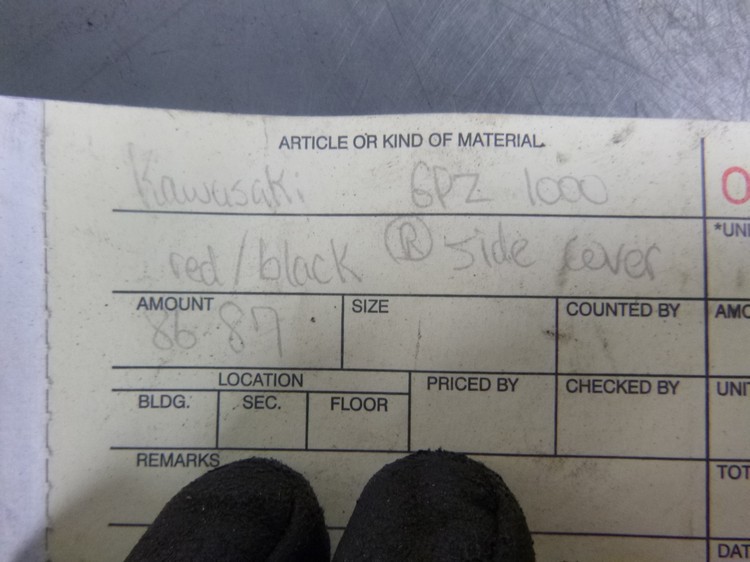 ARTICLE OR KIND OF MATERIAL
Kawasaki GPZ 1000
*UNI
red/black Ⓡ side cover
AMOUNT SIZE COUNTED BY AMO
86-87
LOCATION PRICED BY CHECKED BY UNIT
BLDG. SEC. FLOOR
REMARKS TOT
DAT